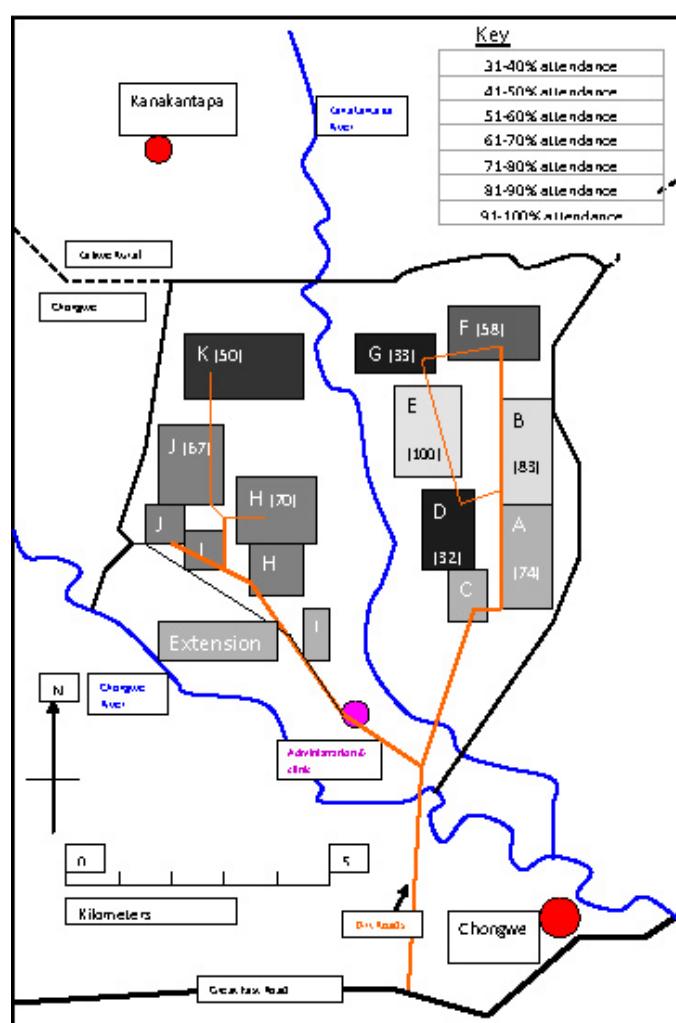 Key
31-40% attendance
41-50% attendance
51-60% attendance
61-70% attendance
71-80% attendance
81-90% attendance
91-100% attendance
Kanakantapa
River
Chongwe
F (58)
K (50)
G (33)
E
(100)
B
(83)
J (67)
H (70)
D
(32)
A
(74)
J
I
H
C
I
Extension
N
Chongwe
River
Administration &
clinic
0
5
Kilometers
Dirt Roads
Chongwe
Great East Road